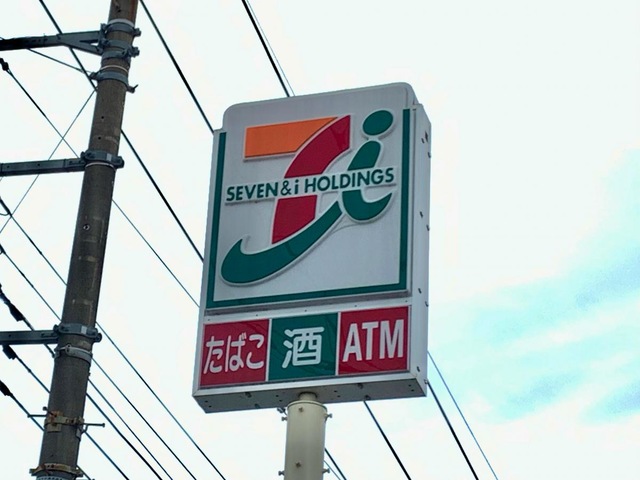 SEVEN & i HOLDINGS
たばこ 酒 ATM